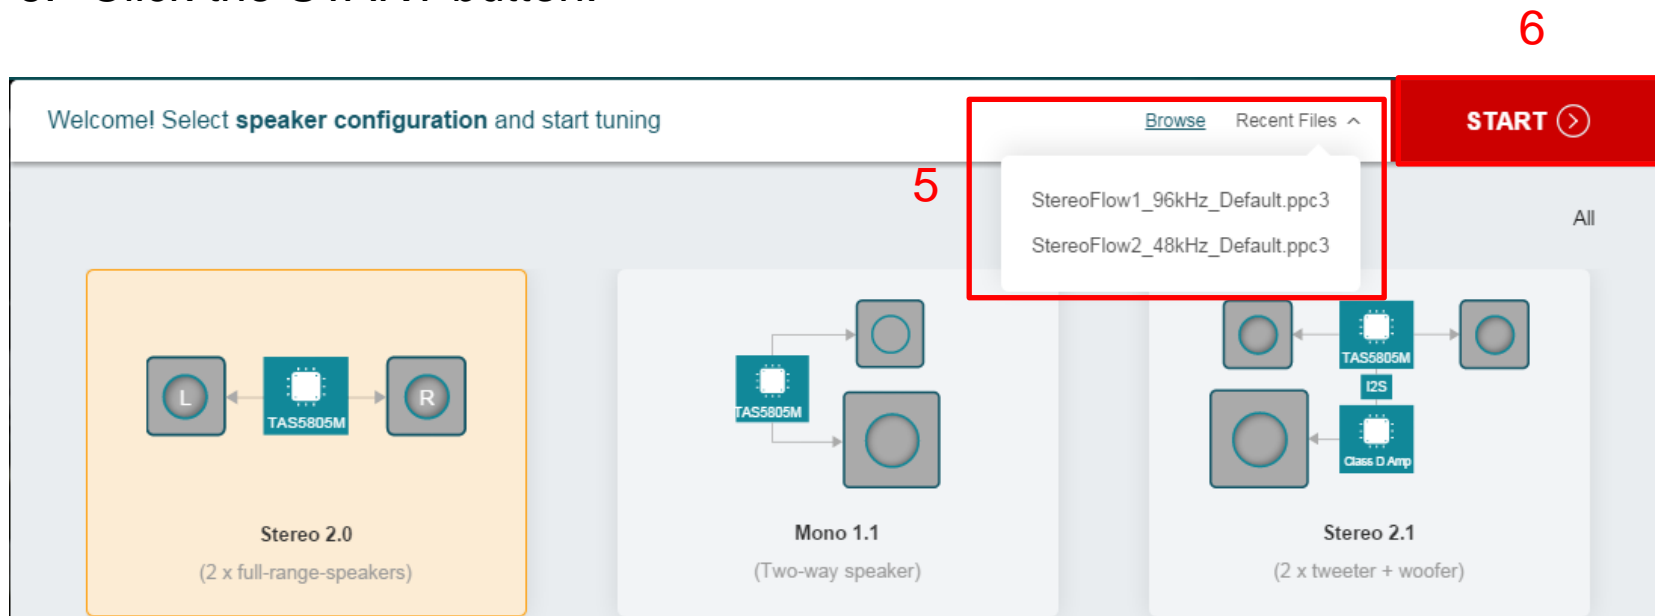 6
Welcome! Select speaker configuration and start tuning
Browse Recent Files
START
5
StereoFlow1_96kHz_Default.ppc3
StereoFlow2_48kHz_Default.ppc3
All
L
TAS5805M
R
Stereo 2.0
(2 x full-range-speakers)
TAS5805M
Mono 1.1
(Two-way speaker)
TAS5805M
I2S
Class D Amp
Stereo 2.1
(2 x tweeter + woofer)